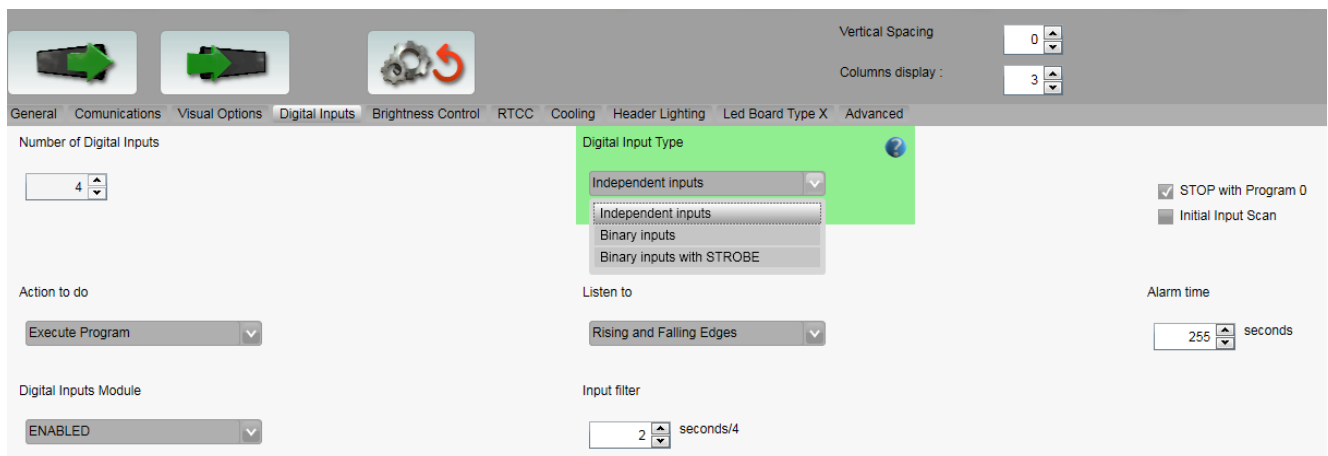 Vertical Spacing
0
Columns display :
3
General Comunications Visual Options Digital Inputs Brightness Control RTCC Cooling Header Lighting Led Board Type X Advanced
Number of Digital Inputs
4
Digital Input Type
?
Independent inputs
Independent inputs
Binary inputs
Binary inputs with STROBE
STOP with Program 0
Initial Input Scan
Action to do
Execute Program
Listen to
Rising and Falling Edges
Alarm time
255 seconds
Digital Inputs Module
ENABLED
Input filter
2 seconds/4